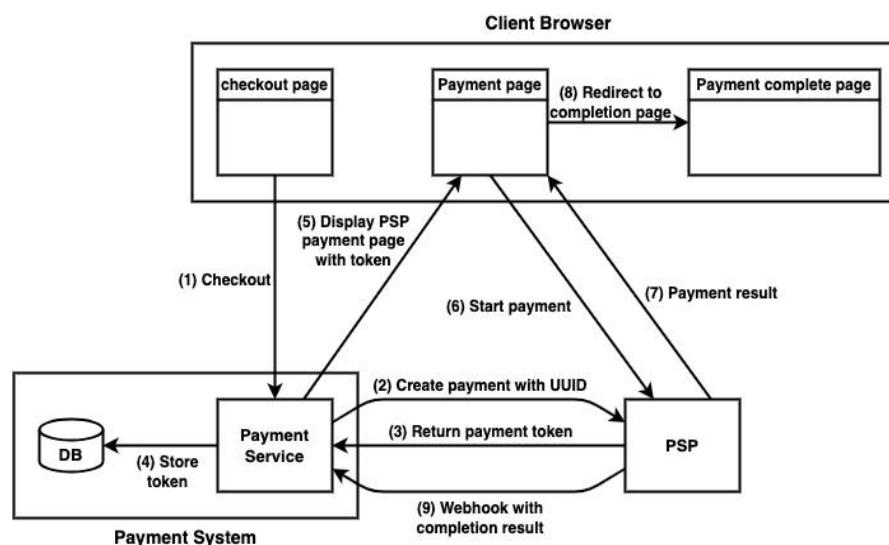 Client Browser
checkout page
Payment page
Payment complete page
(8) Redirect to
completion page
(5) Display PSP
payment page
with token
(1) Checkout
(6) Start payment
(7) Payment result
(2) Create payment with UUID
(3) Return payment token
DB
Payment
Service
PSP
(4) Store
token
(9) Webhook with
completion result
Payment System